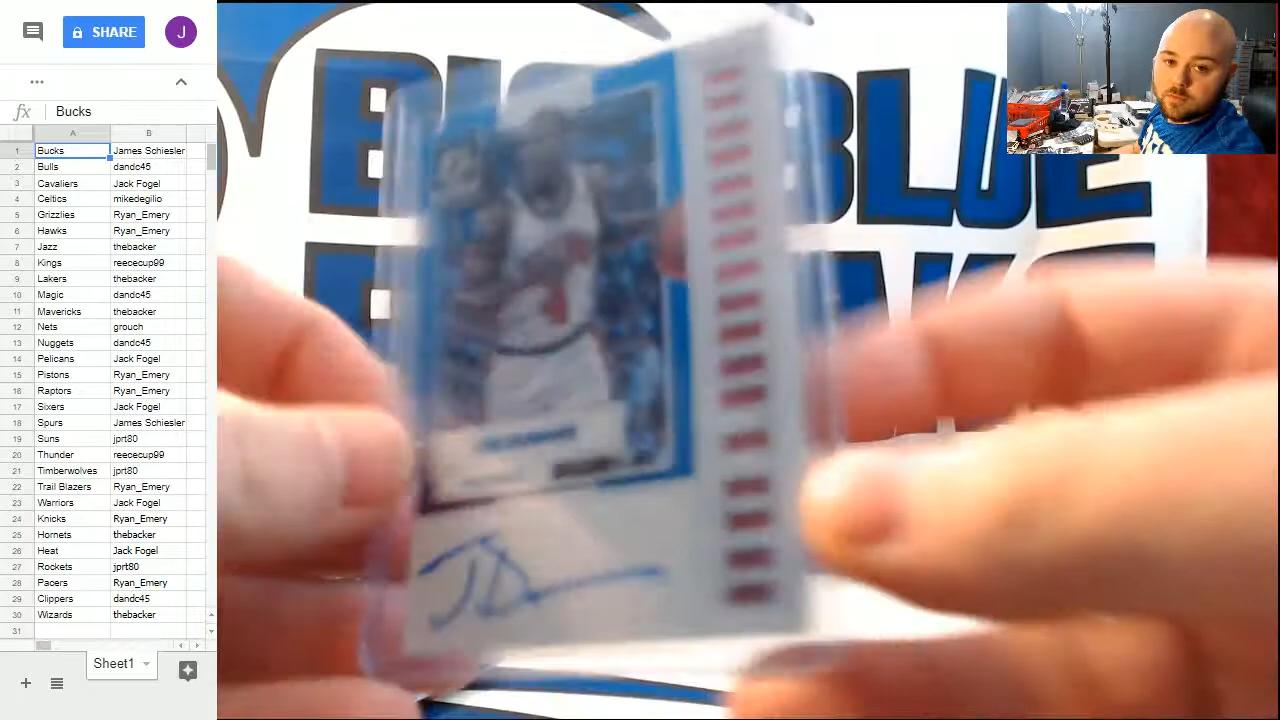 SHARE
J
...
fx Bucks
A B
1 Bucks James Schiesler
2 Bulls dandc45
3 Cavaliers Jack Fogel
4 Celtics mikedegilio
5 Grizzlies Ryan_Emery
6 Hawks Ryan_Emery
7 Jazz thebacker
8 Kings reececup99
9 Lakers thebacker
10 Magic dandc45
11 Mavericks thebacker
12 Nets grouch
13 Nuggets dandc45
14 Pelicans Jack Fogel
15 Pistons Ryan_Emery
16 Raptors Ryan_Emery
17 Sixers Jack Fogel
18 Spurs James Schiesler
19 Suns jprt80
20 Thunder reececup99
21 Timberwolves jprt80
22 Trail Blazers Ryan_Emery
23 Warriors Jack Fogel
24 Knicks Ryan_Emery
25 Hornets thebacker
26 Heat Jack Fogel
27 Rockets jprt80
28 Pacers Ryan_Emery
29 Clippers dandc45
30 Wizards thebacker
31
+ Sheet1
BLUE